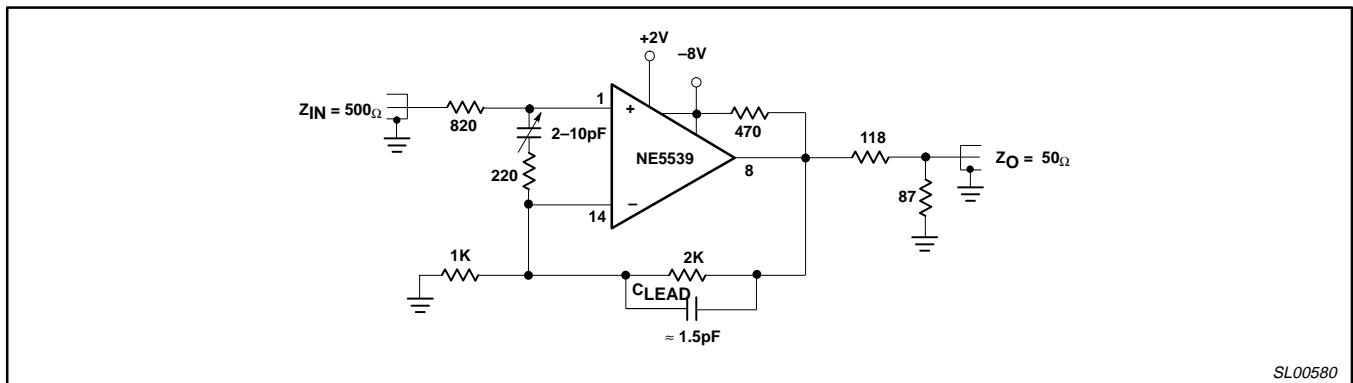 +2V
–8V
ZIN = 500Ω
820
1
+
2–10pF
470
118
NE5539
8
ZO = 50Ω
220
87
14
–
1K
2K
CLEAD
≈ 1.5pF
SL00580